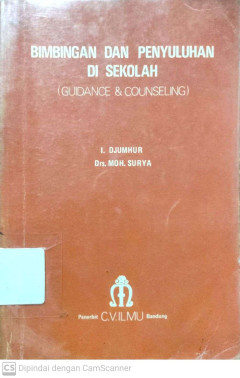 BIMBINGAN DAN PENYULUHAN
DI SEKOLAH
(GUIDANCE & COUNSELING)
I. DJUMHUR
Drs. MOH. SURYA
Penerbit C.V. ILMU Bandung
CS Dipindai dengan CamScanner